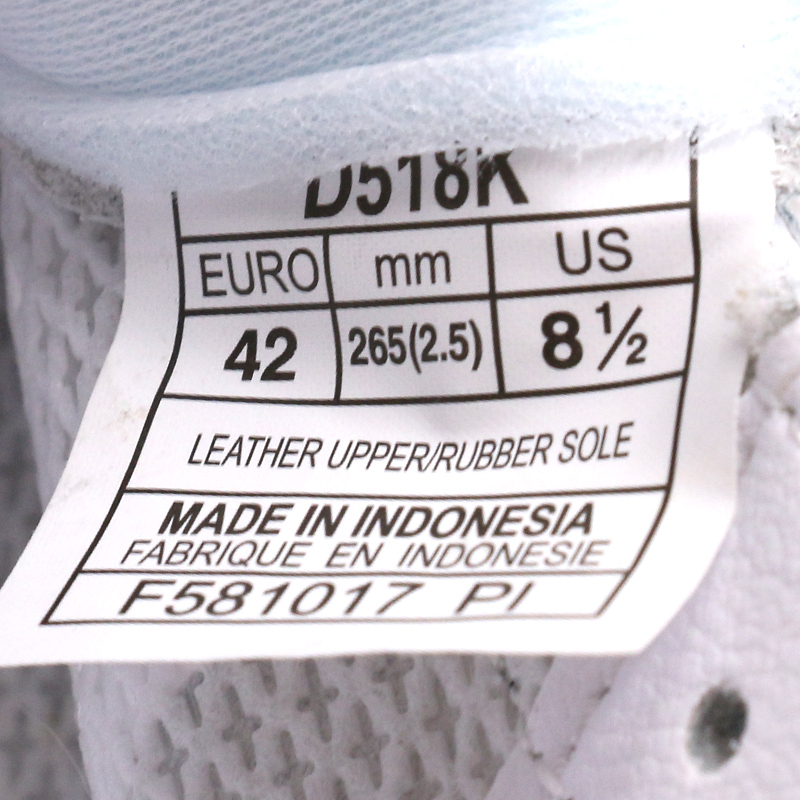 D518K
EURO mm US
42 265(2.5) 8 ½
LEATHER UPPER/RUBBER SOLE
MADE IN INDONESIA
FABRIQUE EN INDONESIE
F581017 PI